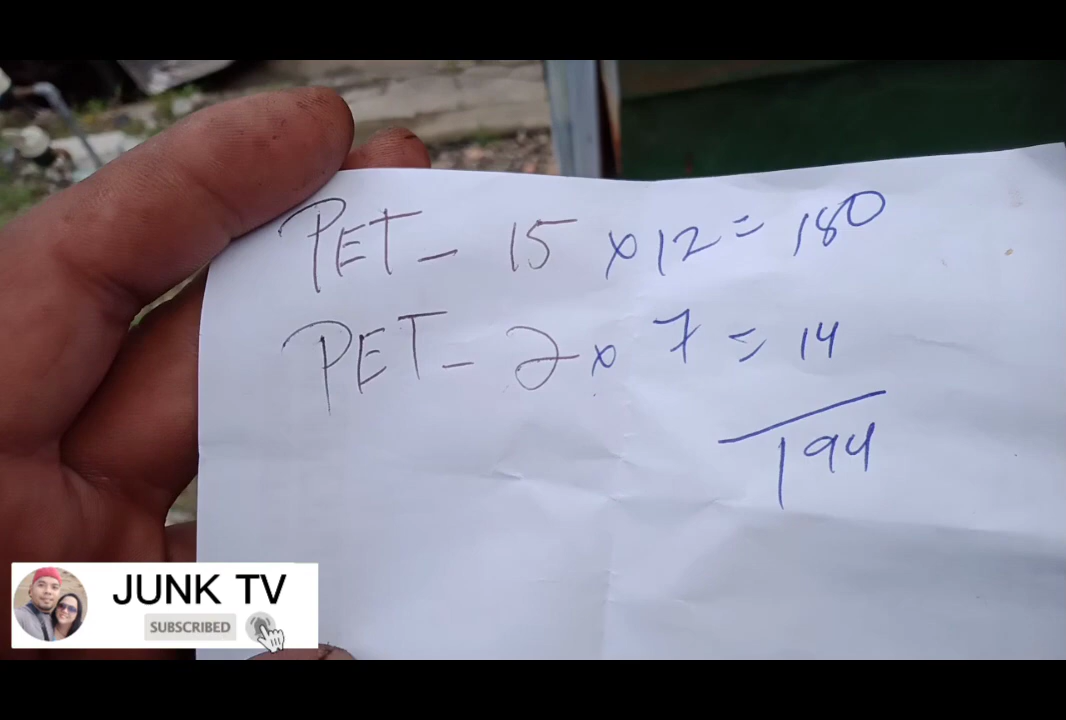 PET - 15 x 12 = 180
PET - 2 x 7 = 14
194
JUNK TV
SUBSCRIBED